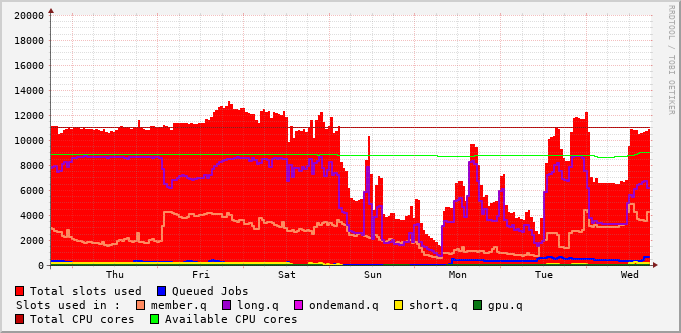 20000
18000
16000
14000
12000
10000
8000
6000
4000
2000
0
Thu Fri Sat Sun Mon Tue Wed
RRDTOOL / TOBI OETIKER
Total slots used Queued Jobs
Slots used in : member.q long.q ondemand.q short.q gpu.q
Total CPU cores Available CPU cores